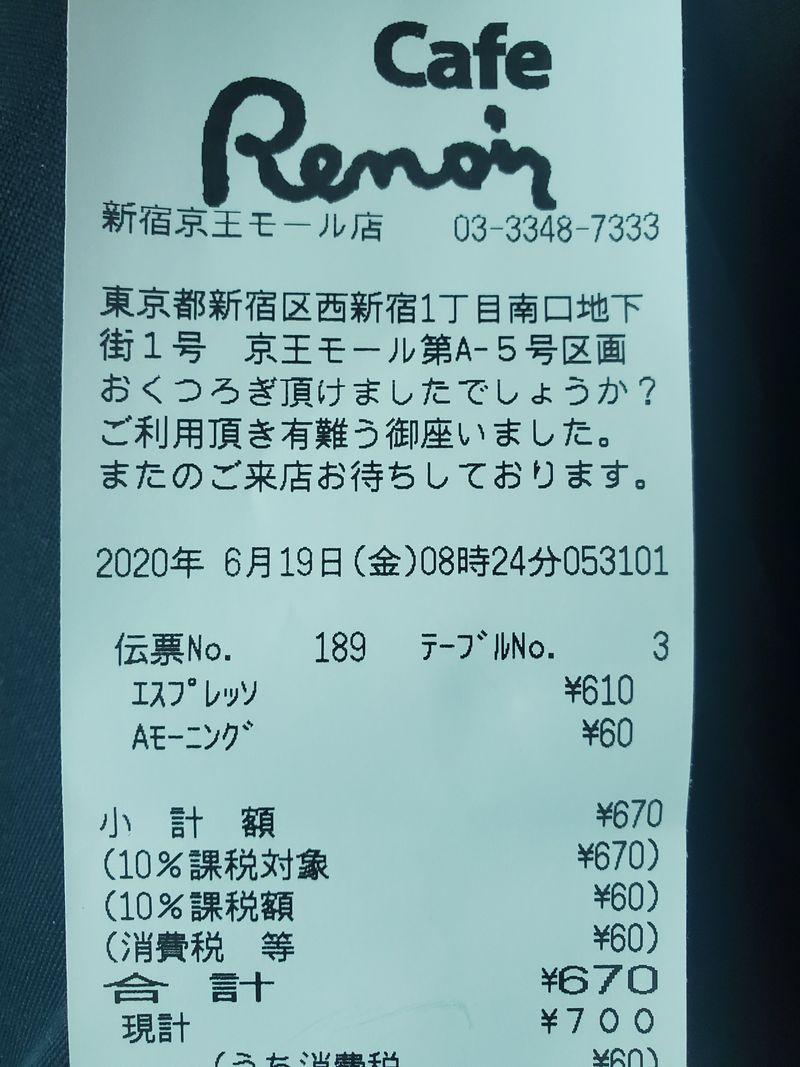 Cafe
Renoir
新宿京王モール店 03-3348-7333
東京都新宿区西新宿1丁目南口地下
街１号 京王モール第A-５号区画
おくつろぎ頂けましたでしょうか？
ご利用頂き有難う御座いました。
またのご来店お待ちしております。
2020年 6月19日(金)08時24分053101
伝票No. 189 ﾃｰﾌﾞﾙNo. 3
ｴｽﾌﾟﾚｯｿ ¥610
Aﾓｰﾆﾝｸﾞ ¥60
小 計 額 ¥670
(10％課税対象 ¥670)
(10％課税額 ¥60)
(消費税 等 ¥60)
合 計 ¥670
現計 ¥７００
(うち消費税 ¥60)